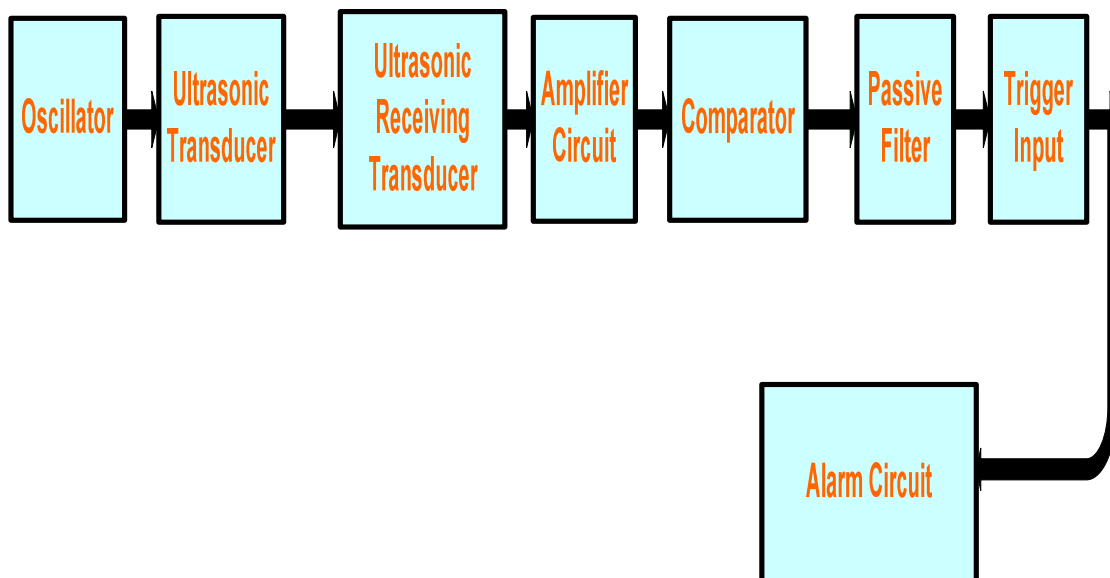 Oscillator
Ultrasonic
Transducer
Ultrasonic
Receiving
Transducer
Amplifier
Circuit
Comparator
Passive
Filter
Trigger
Input
Alarm Circuit